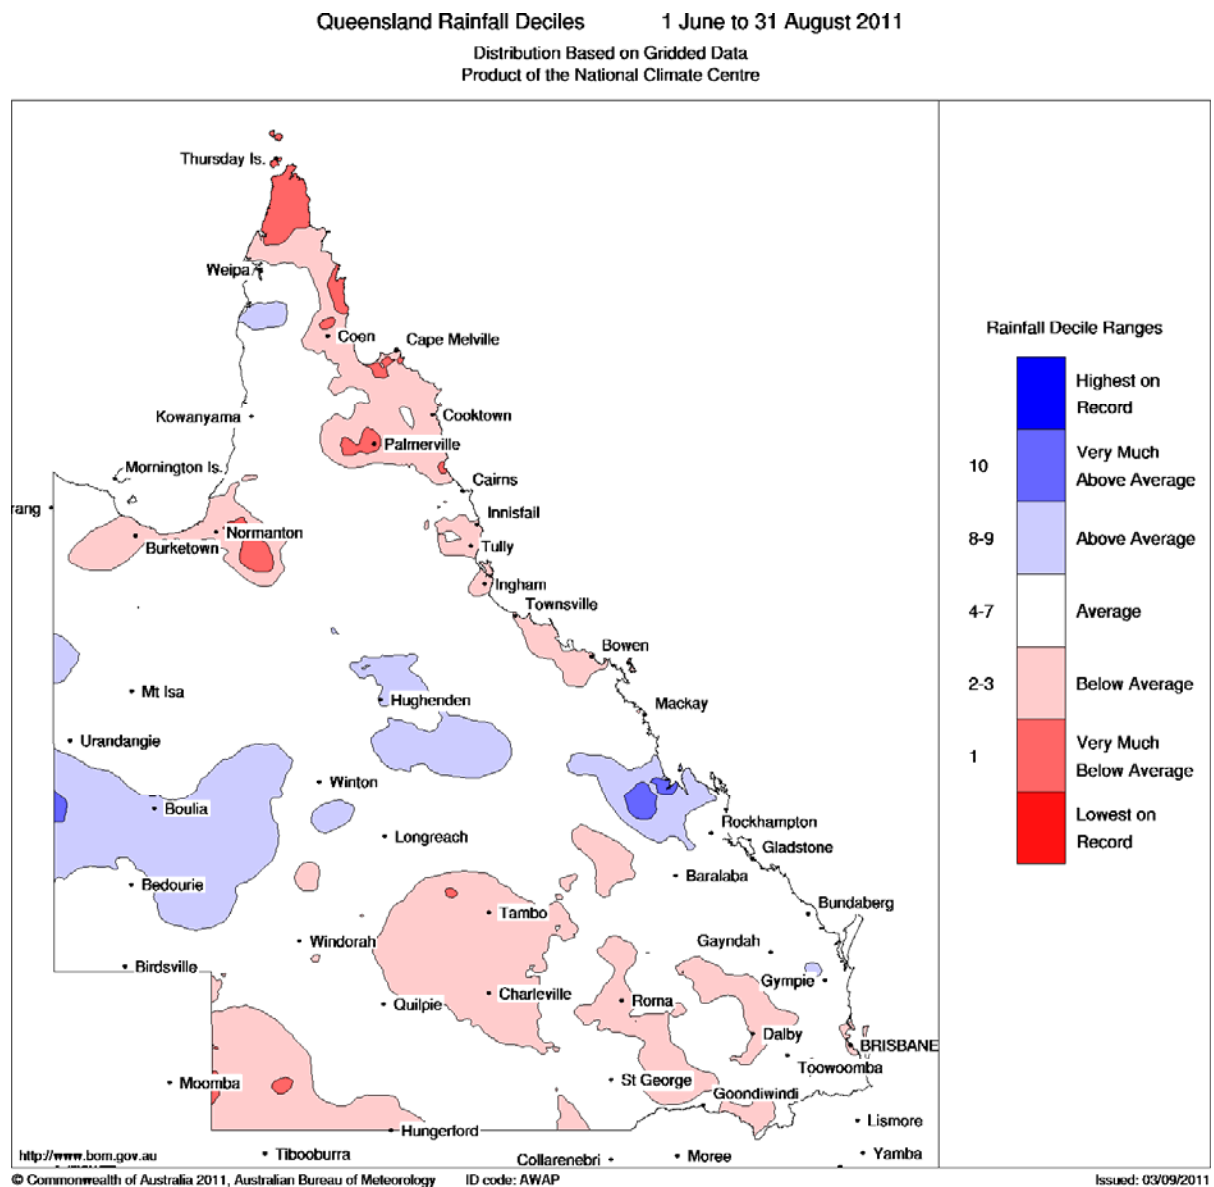 Queensland Rainfall Deciles 1 June to 31 August 2011
Distribution Based on Gridded Data
Product of the National Climate Centre
Thursday Is.
Weipa
Coen
Cape Melville
Kowanyama
Cooktown
Palmerville
Mornington Is.
Cairns
rang
Innisfail
Normanton
Burketown
Tully
Ingham
Townsville
Bowen
Mt Isa
Hughenden
Mackay
Urandangie
Winton
Boulia
Rockhampton
Longreach
Gladstone
Baralaba
Bedourie
Bundaberg
Tambo
Windorah
Gayndah
Birdsville
Gympie
Charleville
Quilpie
Roma
Dalby
BRISBANE
Toowoomba
Moomba
St George
Goondiwindi
Lismore
Hungerford
Tibooburra
Collarenebri
Moree
Yamba
Rainfall Decile Ranges
Highest on
Record
10
Very Much
Above Average
8-9
Above Average
4-7
Average
2-3
Below Average
1
Very Much
Below Average
Lowest on
Record
http://www.bom.gov.au
© Commonwealth of Australia 2011, Australian Bureau of Meteorology ID code: AWAP Issued: 03/09/2011